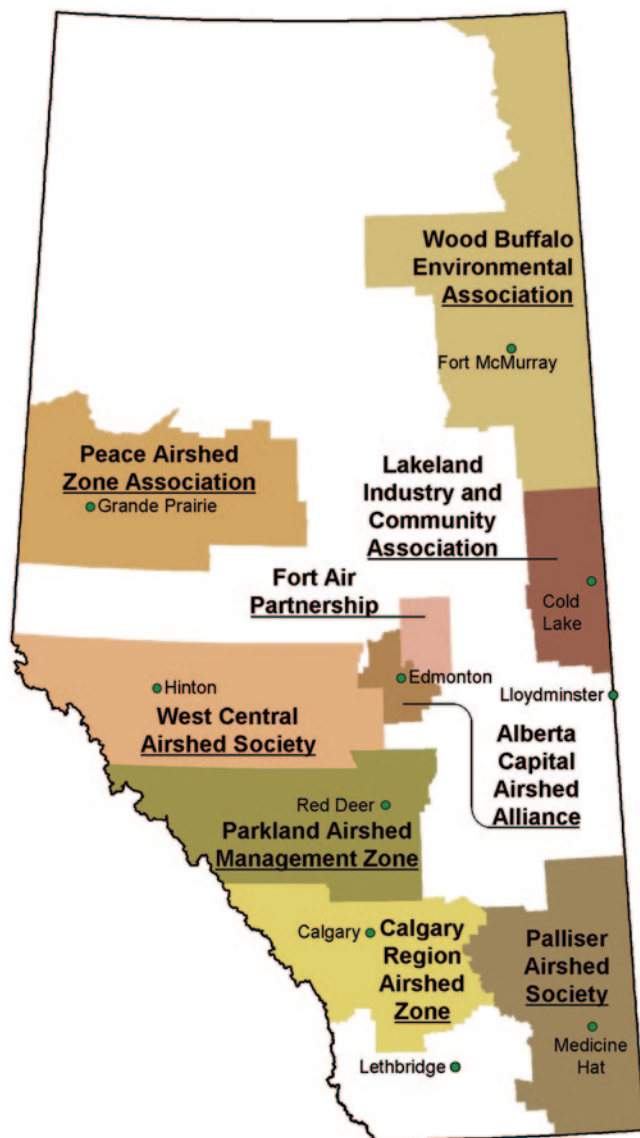 Wood Buffalo
Environmental
Association
Fort McMurray
Peace Airshed
Zone Association
Grande Prairie
Lakeland
Industry and
Community
Association
Fort Air
Partnership
Cold
Lake
Edmonton
Hinton
Lloydminster
West Central
Airshed Society
Alberta
Capital
Airshed
Alliance
Red Deer
Parkland Airshed
Management Zone
Calgary
Calgary
Region
Airshed
Zone
Palliser
Airshed
Society
Medicine
Hat
Lethbridge